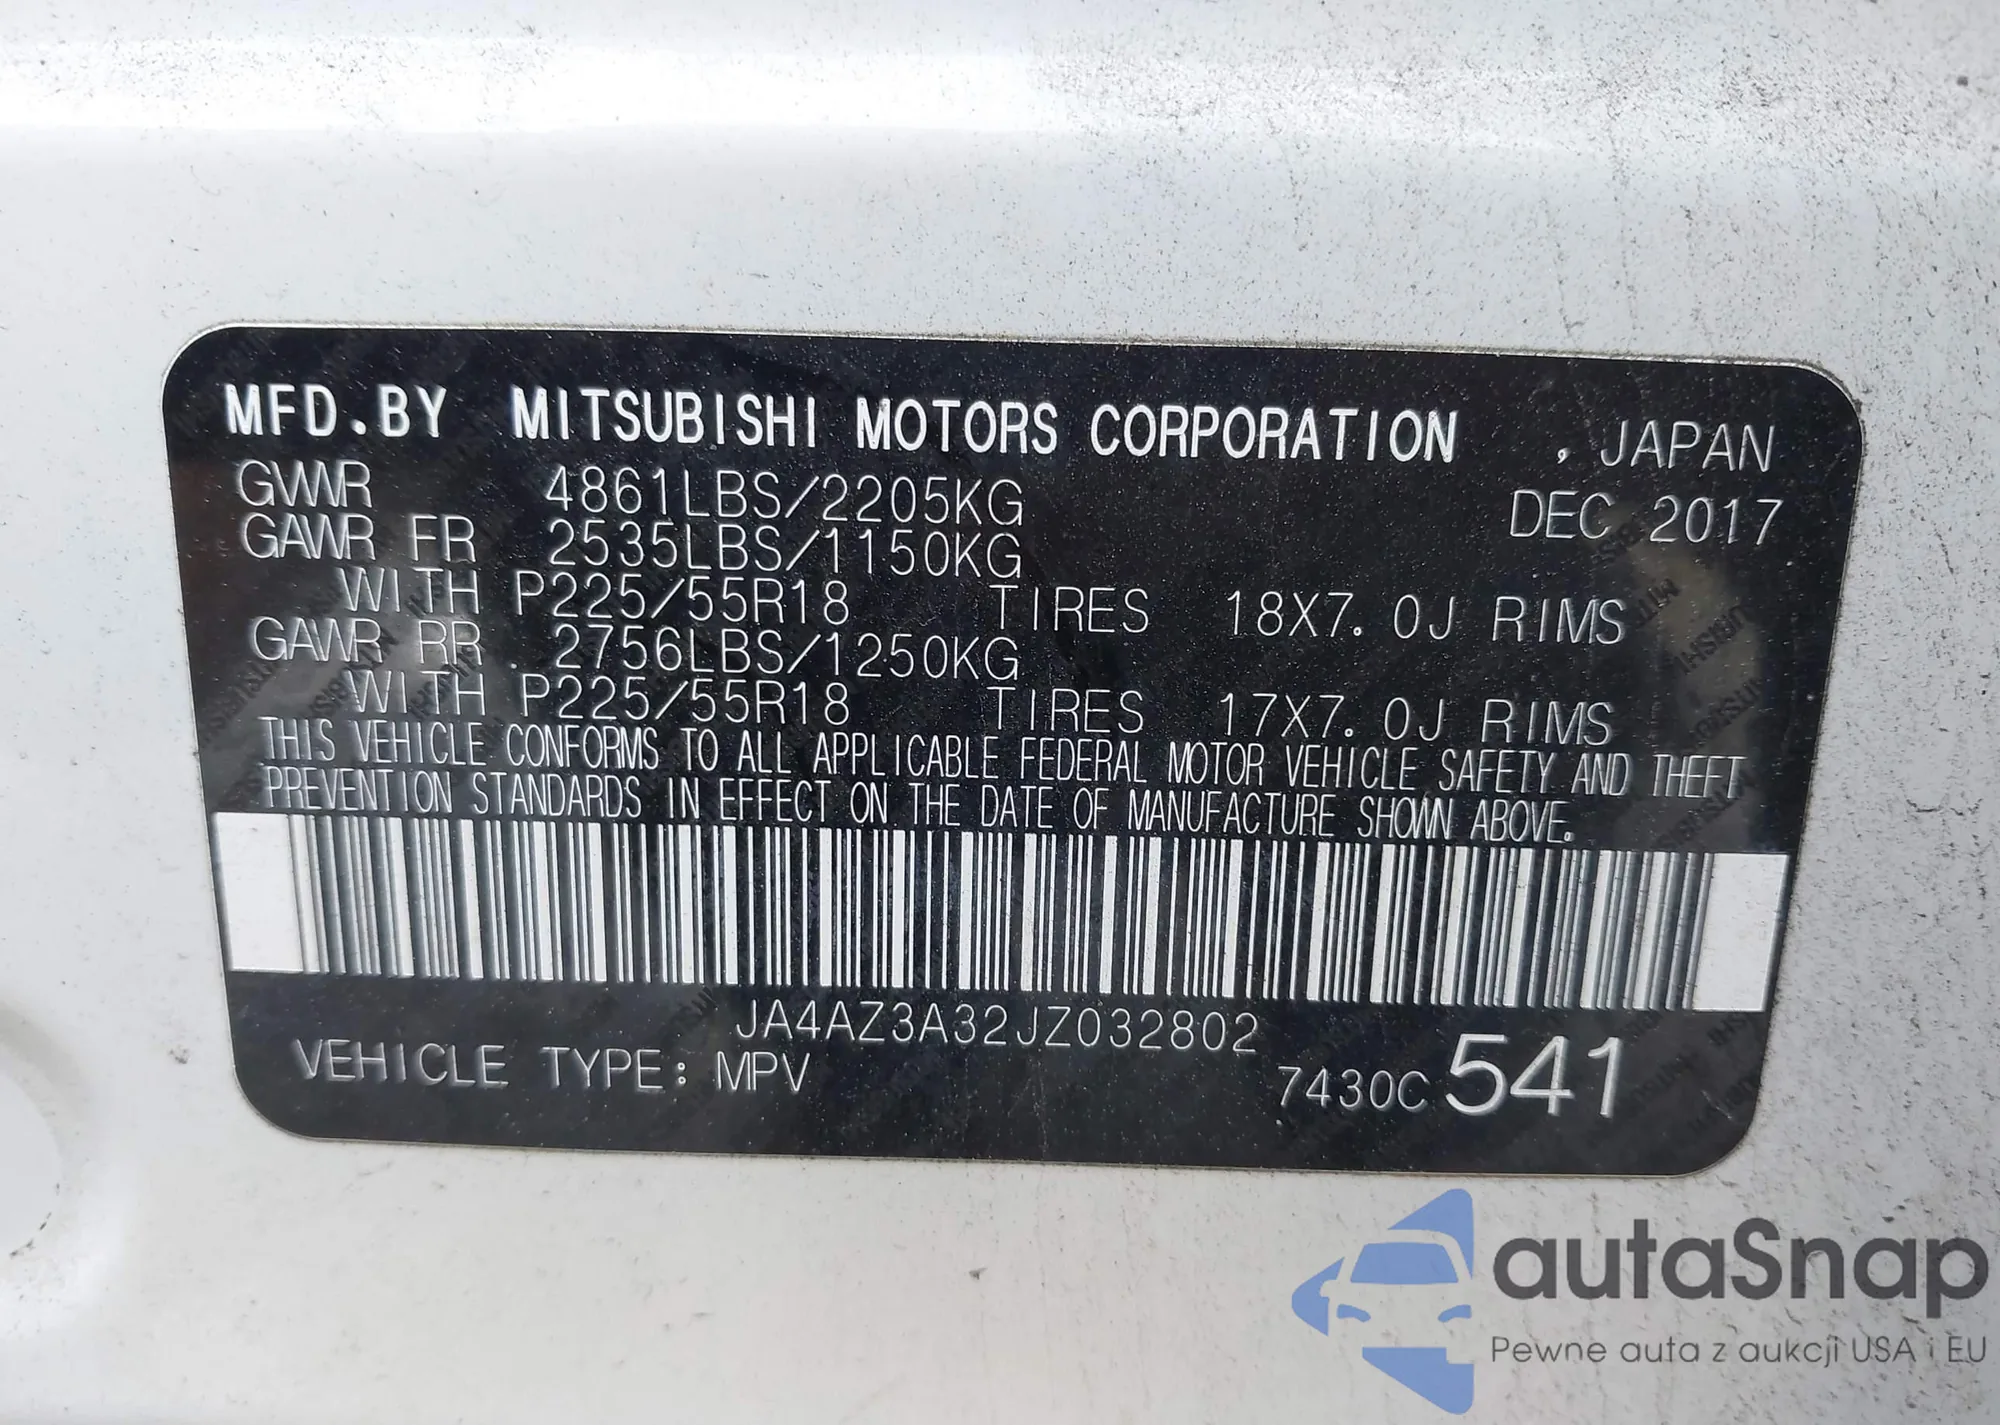 MFD.BY MITSUBISHI MOTORS CORPORATION , JAPAN
GVWR 4861LBS/2205KG DEC 2017
GAWR FR 2535LBS/1150KG
WITH P225/55R18 TIRES 18X7.0J RIMS
GAWR RR 2756LBS/1250KG
WITH P225/55R18 TIRES 17X7.0J RIMS
THIS VEHICLE CONFORMS TO ALL APPLICABLE FEDERAL MOTOR VEHICLE SAFETY AND THEFT
PREVENTION STANDARDS IN EFFECT ON THE DATE OF MANUFACTURE SHOWN ABOVE.
JA4AZ3A32JZ032802
VEHICLE TYPE: MPV 7430C 541
autaSnap
Pewne auta z aukcji USA i EU